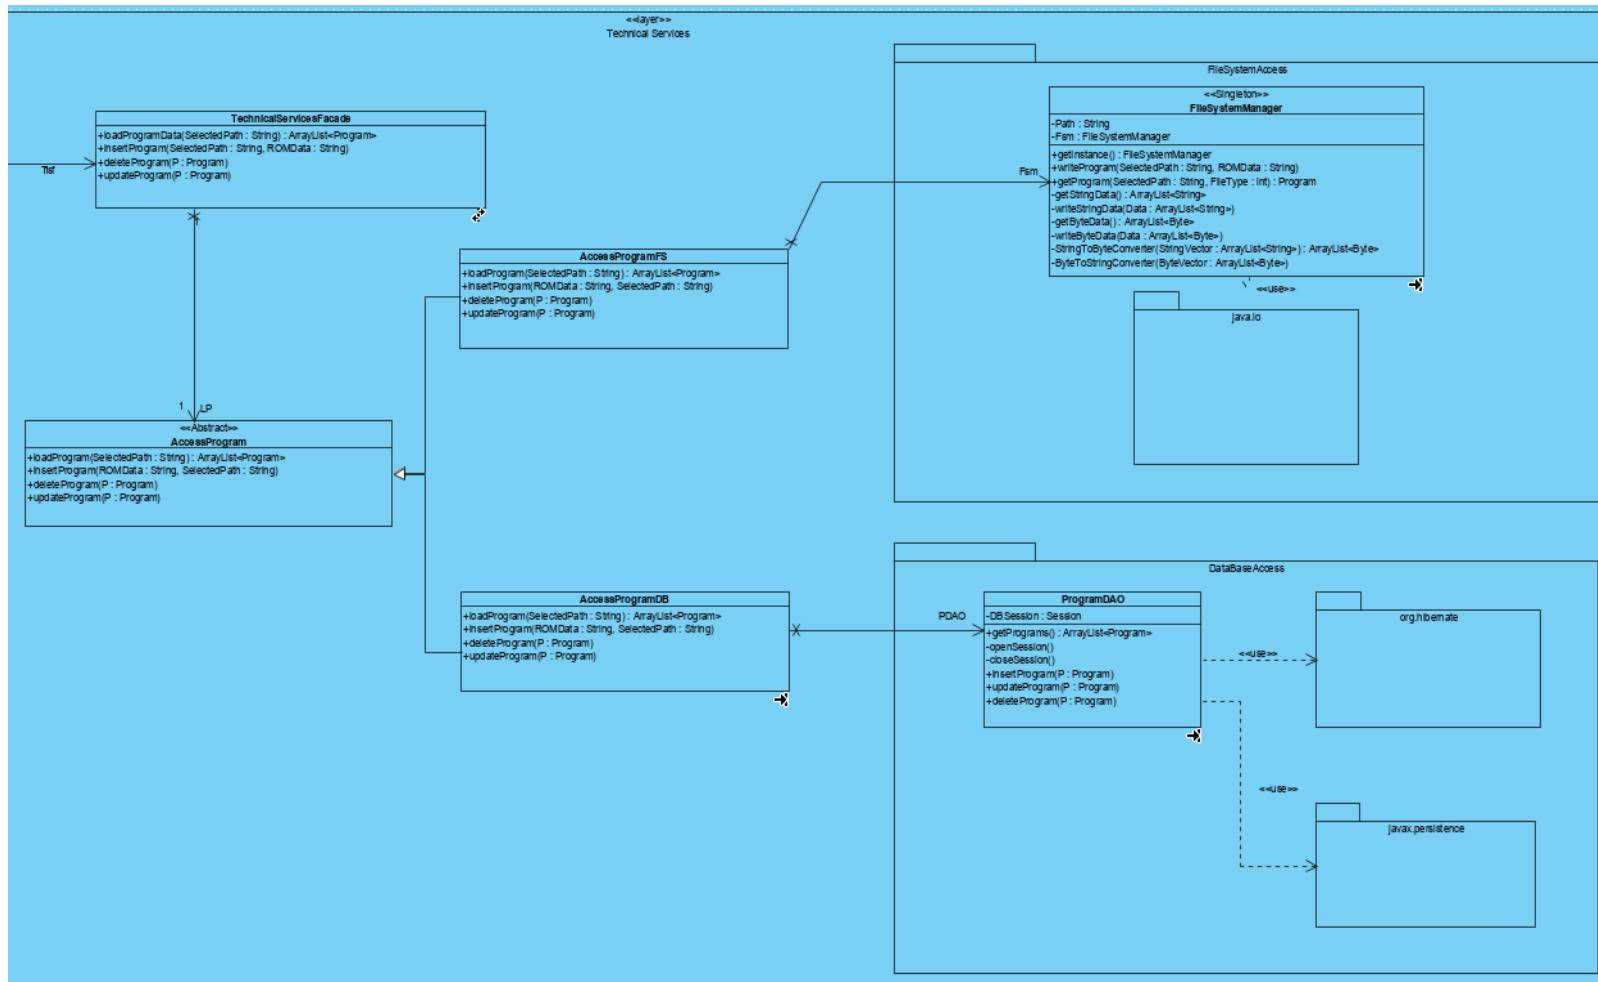 <<layer>>
Technical Services
TechnicalServicesFacade
+loadProgramData(SelectedPath : String) : ArrayList<Program>
+insertProgram(SelectedPath : String, ROMData : String)
+deleteProgram(P : Program)
+updateProgram(P : Program)
1
1
LP
<<Abstract>>
AccessProgram
+loadProgram(SelectedPath : String) : ArrayList<Program>
+insertProgram(ROMData : String, SelectedPath : String)
+deleteProgram(P : Program)
+updateProgram(P : Program)
AccessProgramFS
+loadProgram(SelectedPath : String) : ArrayList<Program>
+insertProgram(ROMData : String, SelectedPath : String)
+deleteProgram(P : Program)
+updateProgram(P : Program)
AccessProgramDB
+loadProgram(SelectedPath : String) : ArrayList<Program>
+insertProgram(ROMData : String, SelectedPath : String)
+deleteProgram(P : Program)
+updateProgram(P : Program)
FileSystemAccess
Fsm
<<Singleton>>
FileSystemManager
-Path : String
-Fsm : FileSystemManager
+getInstance() : FileSystemManager
+writeProgram(SelectedPath : String, ROMData : String)
+getProgram(SelectedPath : String, FileType : int) : Program
-getStringData() : ArrayList<String>
-writeStringData(Data : ArrayList<String>)
-getByteData() : ArrayList<Byte>
-writeByteData(Data : ArrayList<Byte>)
-StringToByteConverter(StringVector : ArrayList<String>) : ArrayList<Byte>
-ByteToStringConverter(ByteVector : ArrayList<Byte>)
<<use>>
java.io
DataBaseAccess
PDAO
ProgramDAO
-DBSession : Session
+getPrograms() : ArrayList<Program>
-openSession()
-closeSession()
+insertProgram(P : Program)
+updateProgram(P : Program)
+deleteProgram(P : Program)
<<use>>
org.hibernate
<<use>>
javax.persistence